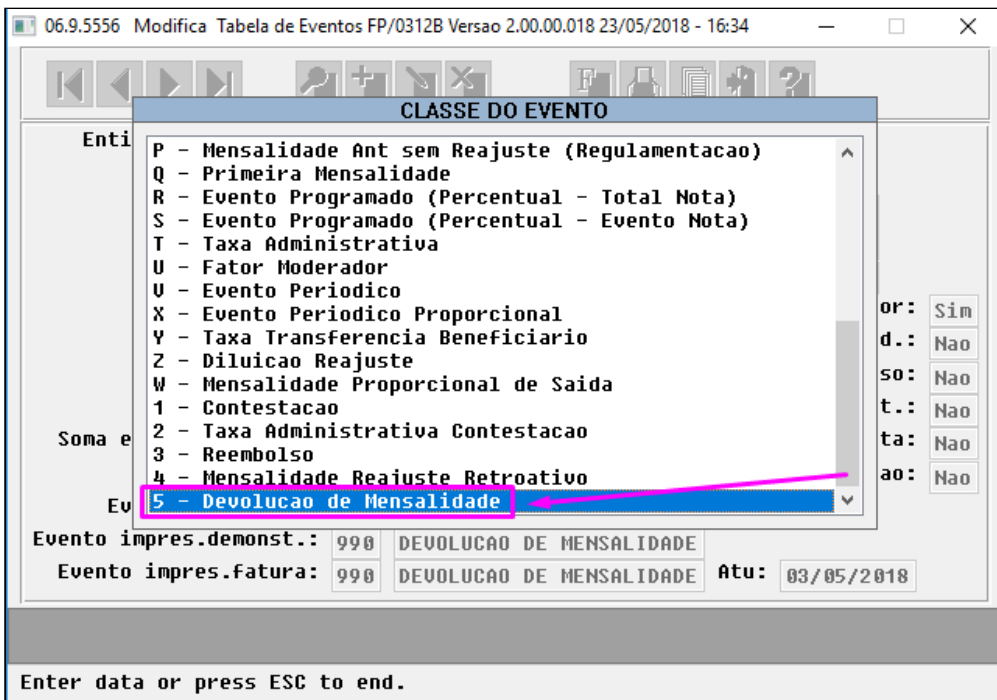 06.9.5556 Modifica Tabela de Eventos FP/0312B Versao 2.00.00.018 23/05/2018 - 16:34
CLASSE DO EVENTO
Enti
P - Mensalidade Ant sem Reajuste (Regulamentacao)
Q - Primeira Mensalidade
R - Evento Programado (Percentual - Total Nota)
S - Evento Programado (Percentual - Evento Nota)
T - Taxa Administrativa
U - Fator Moderador
V - Evento Periodico
X - Evento Periodico Proporcional
Y - Taxa Transferencia Beneficiario
Z - Diluicao Reajuste
W - Mensalidade Proporcional de Saida
1 - Contestacao
2 - Taxa Administrativa Contestacao
3 - Reembolso
4 - Mensalidade Reajuste Retroativo
5 - Devolucao de Mensalidade
or: Sim
d.: Nao
so: Nao
t.: Nao
Soma e
ta: Nao
ao: Nao
Ev
Evento impres.demonst.: 990 DEVOLUCAO DE MENSALIDADE
Evento impres.fatura: 990 DEVOLUCAO DE MENSALIDADE Atu: 03/05/2018
Enter data or press ESC to end.